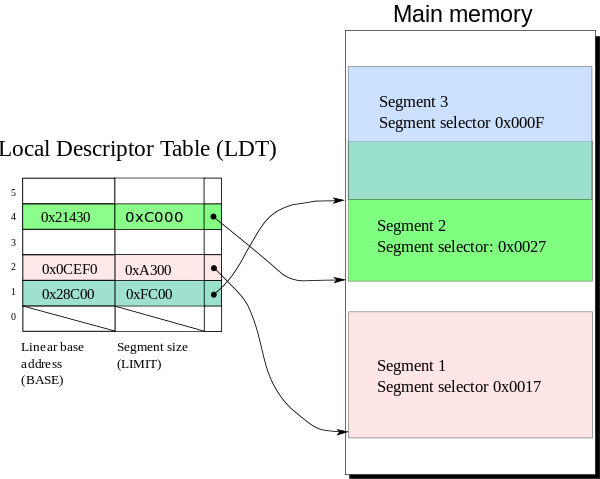 Main memory
Segment 3
Segment selector 0x000F
Local Descriptor Table (LDT)
5
4 0x21430 0xC000
3
2 0x0CEF0 0xA300
1 0x28C00 0xFC00
0
Segment 2
Segment selector: 0x0027
Linear base
address
(BASE)
Segment size
(LIMIT)
Segment 1
Segment selector 0x0017